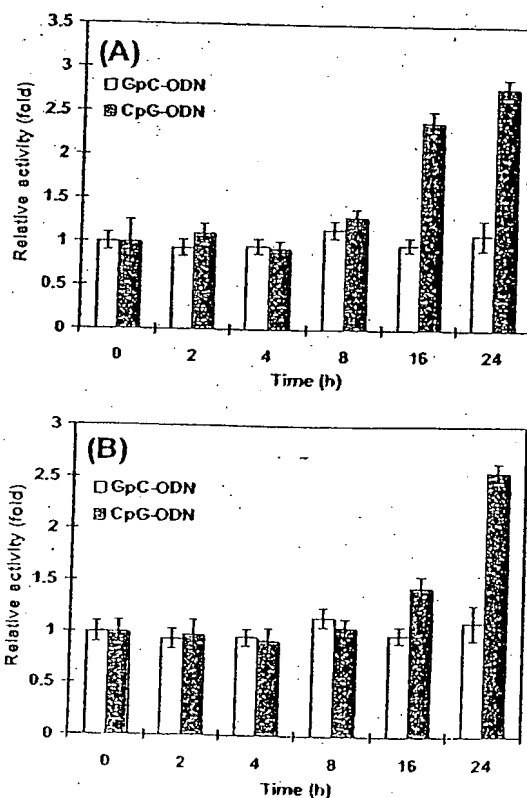 (A)
GpC-ODN
CpG-ODN
Relative activity (fold)
3.5
3
2.5
2
1.5
1
0.5
0
0 2 4 8 16 24
Time (h)
(B)
GpC-ODN
CpG-ODN
Relative activity (fold)
3
2.5
2
1.5
1
0.5
0
0 2 4 8 16 24
Time (h)